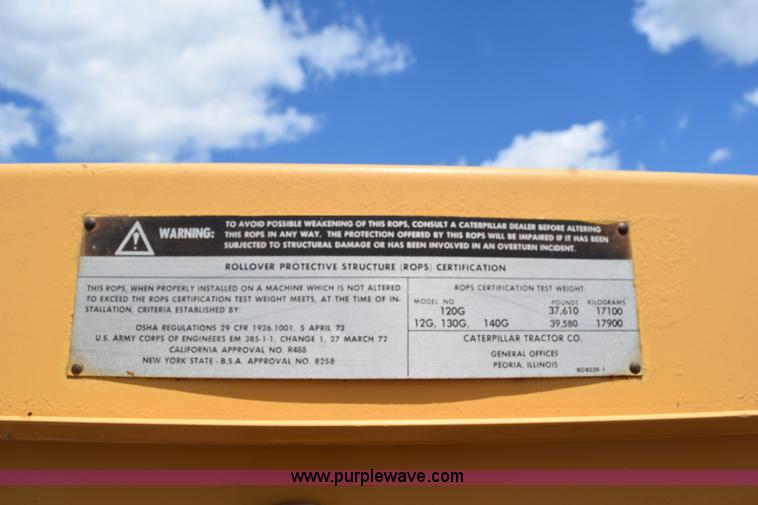 WARNING:
TO AVOID POSSIBLE WEAKENING OF THIS ROPS, CONSULT A CATERPILLAR DEALER BEFORE ALTERING
THIS ROPS IN ANY WAY. THE PROTECTION OFFERED BY THIS ROPS WILL BE IMPAIRED IF IT HAS BEEN
SUBJECTED TO STRUCTURAL DAMAGE OR HAS BEEN INVOLVED IN AN OVERTURN INCIDENT.
ROLLOVER PROTECTIVE STRUCTURE (ROPS) CERTIFICATION
THIS ROPS, WHEN PROPERLY INSTALLED ON A MACHINE WHICH IS NOT ALTERED
TO EXCEED THE ROPS CERTIFICATION TEST WEIGHT MEETS, AT THE TIME OF IN-
STALLATION, CRITERIA ESTABLISHED BY:
OSHA REGULATIONS 29 CFR 1926.1001, 5 APRIL 72
U.S. ARMY CORPS OF ENGINEERS EM 385-1-1, CHANGE 1, 27 MARCH 72
CALIFORNIA APPROVAL NO. R488
NEW YORK STATE - B.S.A. APPROVAL NO. 8258
ROPS CERTIFICATION TEST WEIGHT
MODEL NO. POUNDS KILOGRAMS
120G 37,610 17100
12G, 130G, 140G 39,580 17900
CATERPILLAR TRACTOR CO.
GENERAL OFFICES
PEORIA, ILLINOIS
9D8236 1
www.purplewave.com